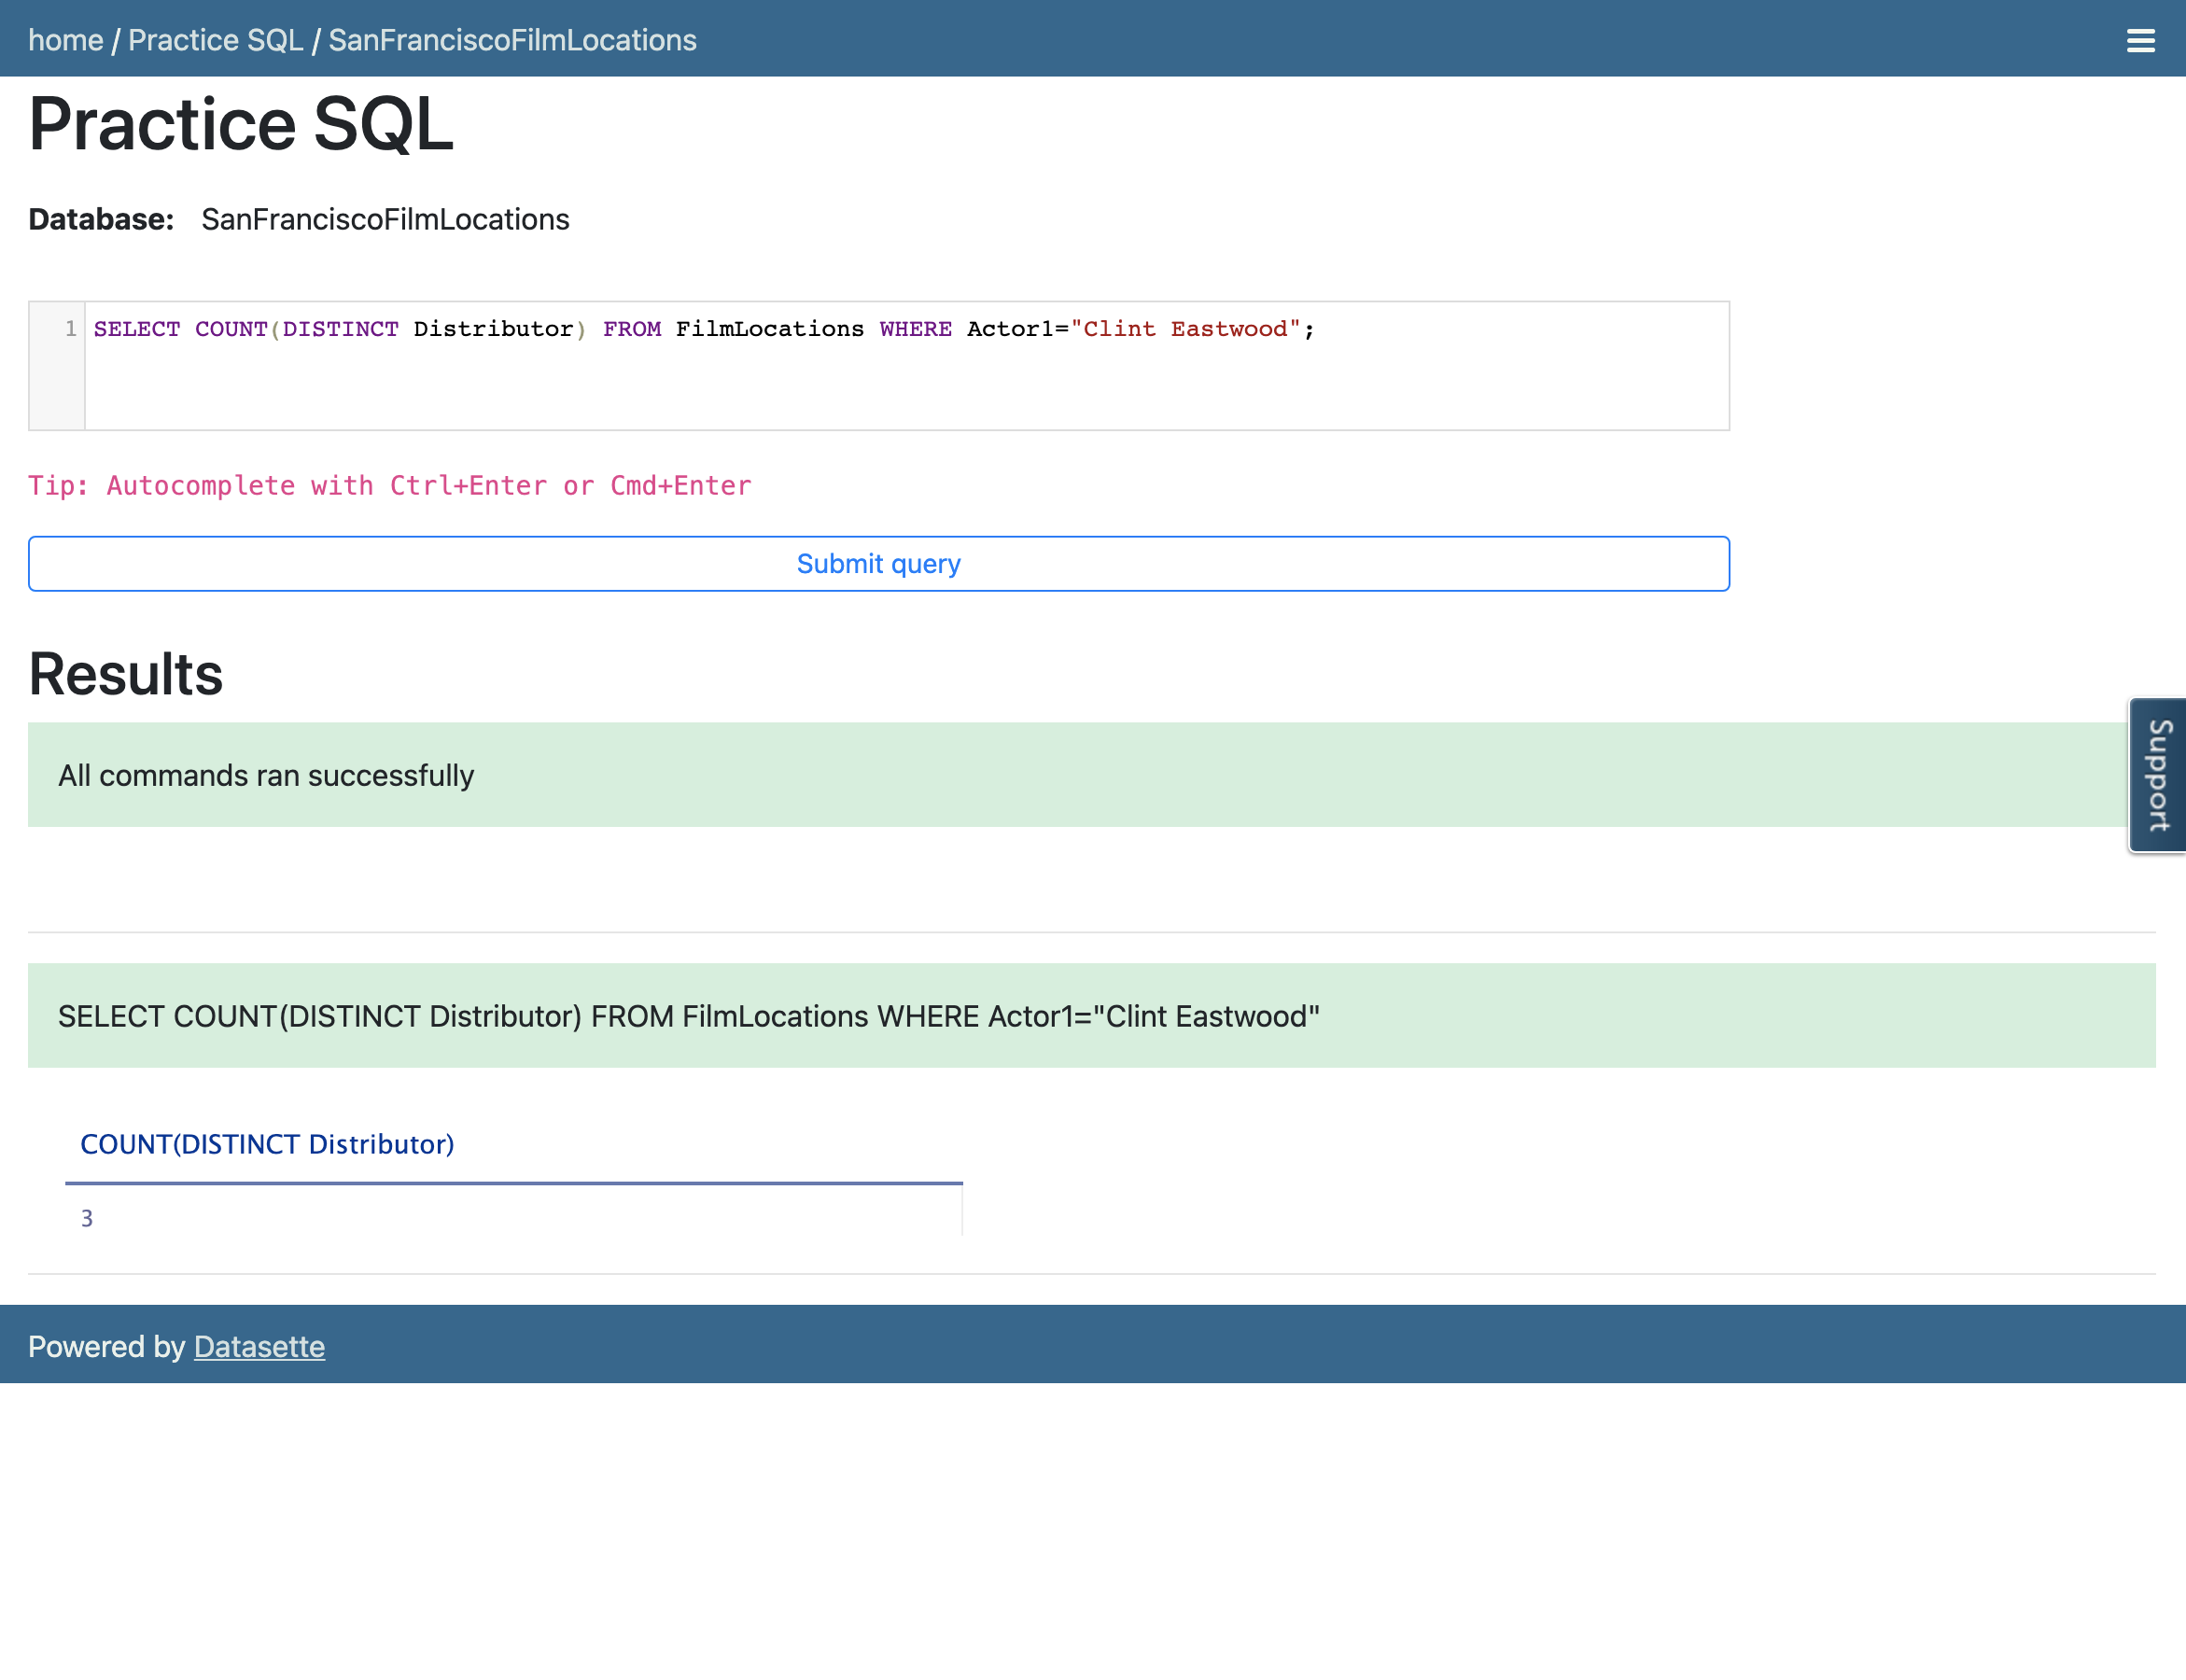 home / Practice SQL / SanFranciscoFilmLocations
Practice SQL
Database: SanFranciscoFilmLocations
1 SELECT COUNT(DISTINCT Distributor) FROM FilmLocations WHERE Actor1="Clint Eastwood";
Tip: Autocomplete with Ctrl+Enter or Cmd+Enter
Submit query
Results
All commands ran successfully
Support
SELECT COUNT(DISTINCT Distributor) FROM FilmLocations WHERE Actor1="Clint Eastwood"
COUNT(DISTINCT Distributor)
3
Powered by Datasette